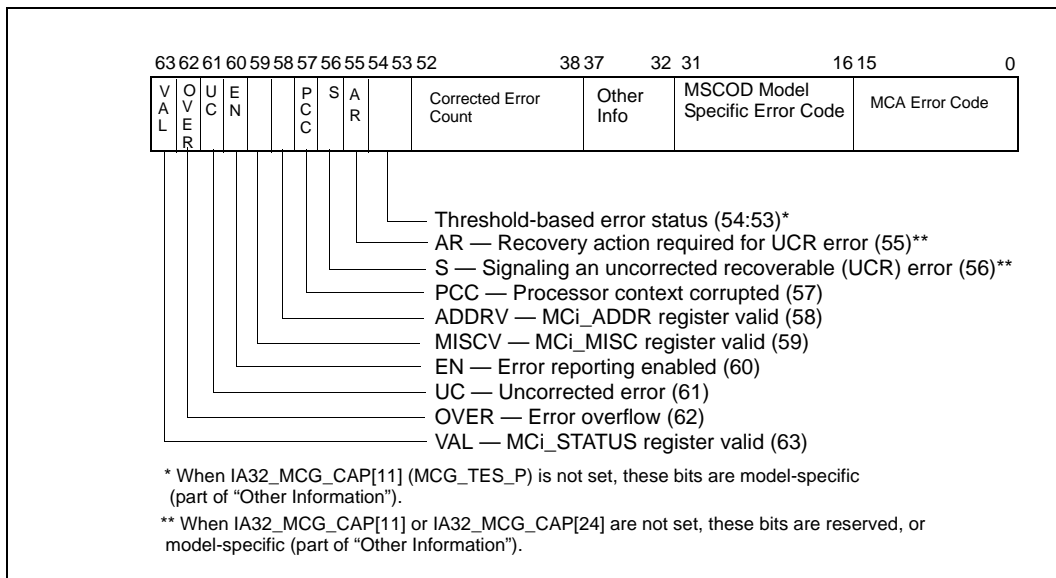 63 62 61 60 59 58 57 56 55 54 53 52 38 37 32 31 16 15 0
VAL
OVER
UC
EN
PCC
S
AR
Corrected Error
Count
Other
Info
MSCOD Model
Specific Error Code
MCA Error Code
Threshold-based error status (54:53)*
AR — Recovery action required for UCR error (55)**
S — Signaling an uncorrected recoverable (UCR) error (56)**
PCC — Processor context corrupted (57)
ADDRV — MCi_ADDR register valid (58)
MISCV — MCi_MISC register valid (59)
EN — Error reporting enabled (60)
UC — Uncorrected error (61)
OVER — Error overflow (62)
VAL — MCi_STATUS register valid (63)
* When IA32_MCG_CAP[11] (MCG_TES_P) is not set, these bits are model-specific
(part of “Other Information”).
** When IA32_MCG_CAP[11] or IA32_MCG_CAP[24] are not set, these bits are reserved, or
model-specific (part of “Other Information”).